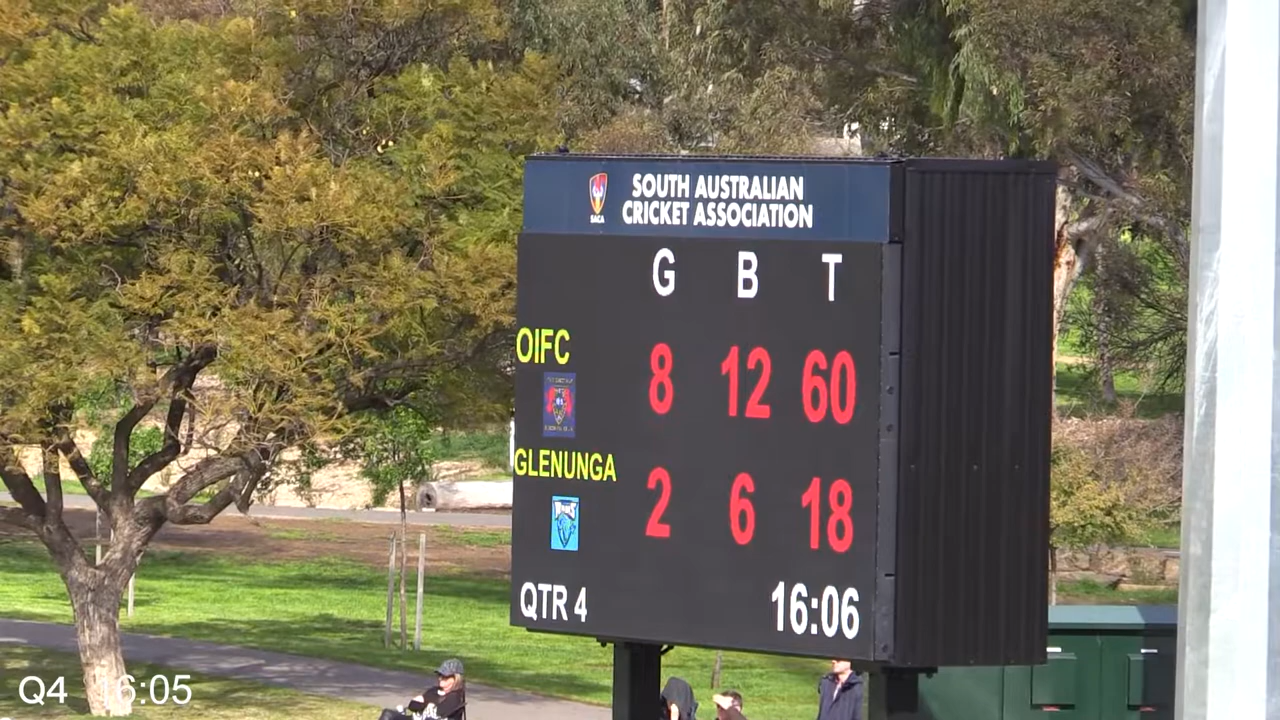 SACA
SOUTH AUSTRALIAN
CRICKET ASSOCIATION
G B T
OIFC 8 12 60
GLENUNGA 2 6 18
QTR 4 16:06
Q4 16:05